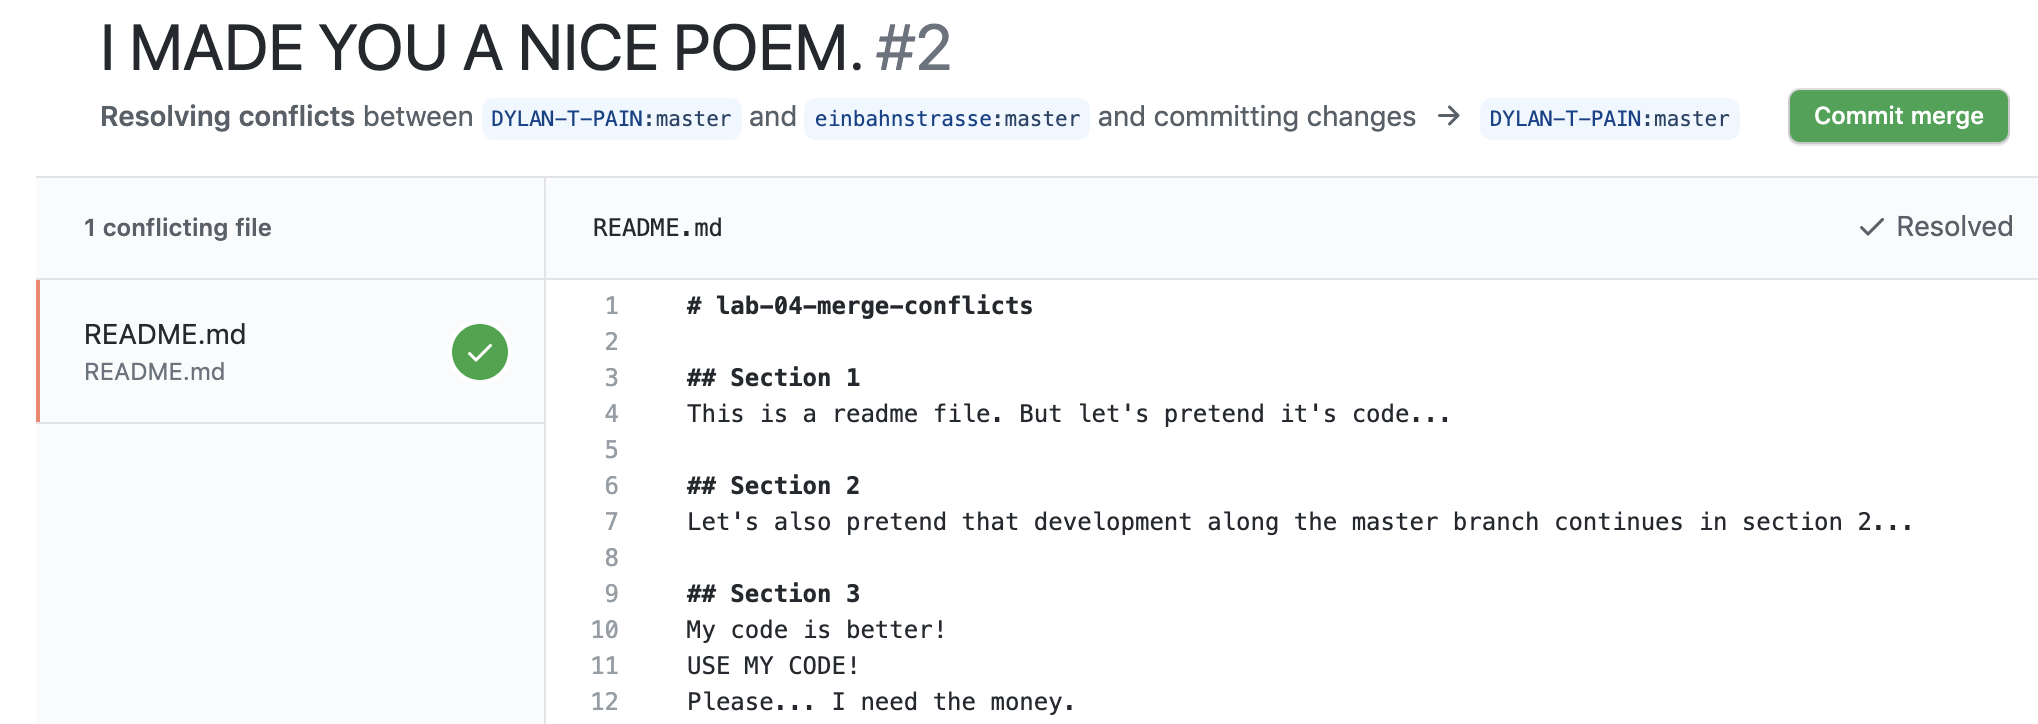 I MADE YOU A NICE POEM. #2
Resolving conflicts between DYLAN-T-PAIN:master and einbahnstrasse:master and committing changes → DYLAN-T-PAIN:master Commit merge
1 conflicting file
README.md
README.md
README.md
Resolved
1 # lab-04-merge-conflicts
2
3 ## Section 1
4 This is a readme file. But let's pretend it's code...
5
6 ## Section 2
7 Let's also pretend that development along the master branch continues in section 2...
8
9 ## Section 3
10 My code is better!
11 USE MY CODE!
12 Please... I need the money.